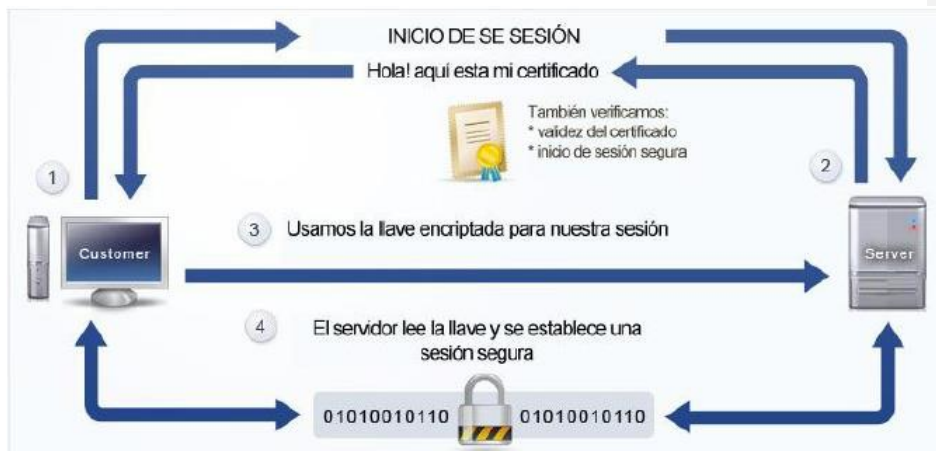 INICIO DE SE SESIÓN
Hola! aquí esta mi certificado
También verificamos:
* validez del certificado
* inicio de sesión segura
1
2
3 Usamos la llave encriptada para nuestra sesión
Customer
Server
4 El servidor lee la llave y se establece una
sesión segura
01010010110 01010010110